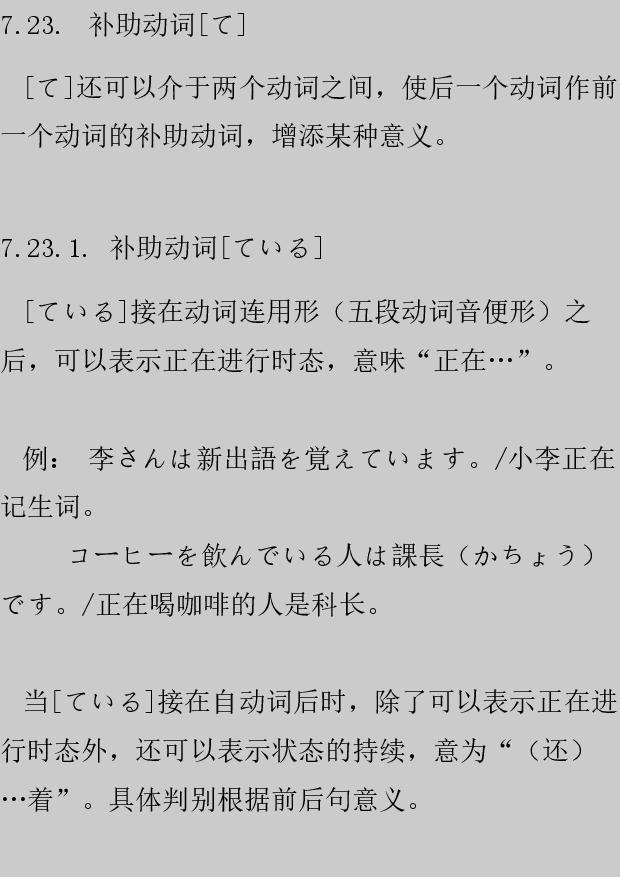 7.23.  补助动词[て]
[て]还可以介于两个动词之间，使后一个动词作前
一个动词的补助动词，增添某种意义。
7.23.1. 补助动词[ている]
[ている]接在动词连用形（五段动词音便形）之
后，可以表示正在进行时态，意味“正在…”。
例： 李さんは新出語を覚えています。/小李正在
记生词。
コーヒーを飲んでいる人は課長（かちょう）
です。/正在喝咖啡的人是科长。
当[ている]接在自动词后时，除了可以表示正在进
行时态外，还可以表示状态的持续，意为“（还）
…着”。具体判别根据前后句意义。